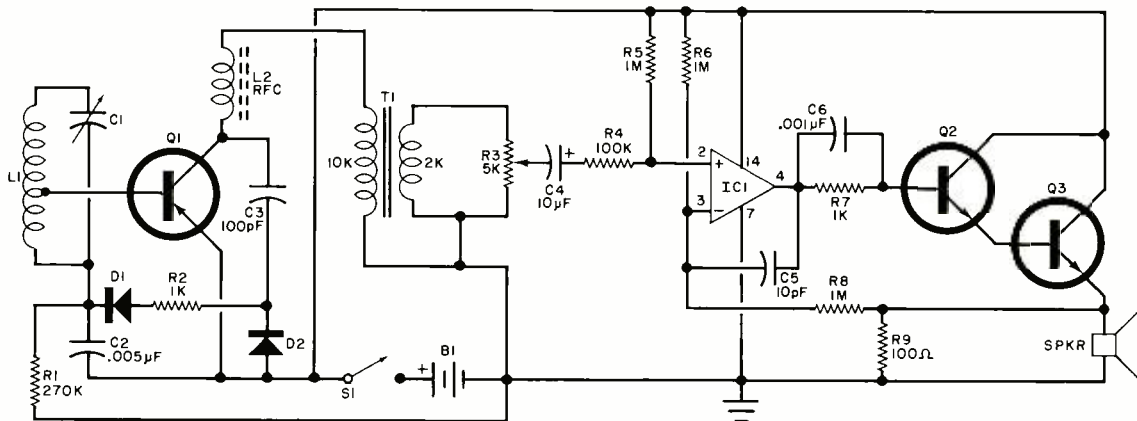 L1
C1
Q1
L2
RFC
C3
100pF
D1
R2
1K
D2
C2
.005µF
R1
270K
T1
10K
2K
R3
5K
C4
10µF
+
R4
100K
R5
1M
R6
1M
2
+
3
−
IC1
14
4
7
C6
.001µF
R7
1K
C5
10pF
R8
1M
R9
100Ω
Q2
Q3
SPKR
S1
+
B1